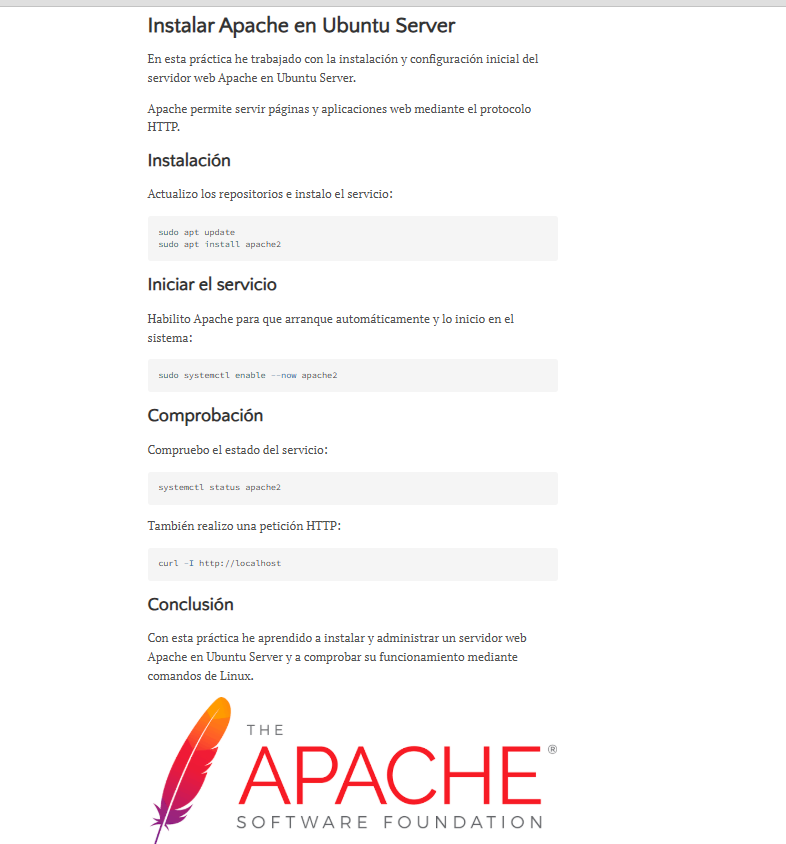 Instalar Apache en Ubuntu Server
En esta práctica he trabajado con la instalación y configuración inicial del
servidor web Apache en Ubuntu Server.
Apache permite servir páginas y aplicaciones web mediante el protocolo
HTTP.
Instalación
Actualizo los repositorios e instalo el servicio:
sudo apt update
sudo apt install apache2
Iniciar el servicio
Habilito Apache para que arranque automáticamente y lo inicio en el
sistema:
sudo systemctl enable --now apache2
Comprobación
Compruebo el estado del servicio:
systemctl status apache2
También realizo una petición HTTP:
curl -I http://localhost
Conclusión
Con esta práctica he aprendido a instalar y administrar un servidor web
Apache en Ubuntu Server y a comprobar su funcionamiento mediante
comandos de Linux.
THE
APACHE®
SOFTWARE FOUNDATION